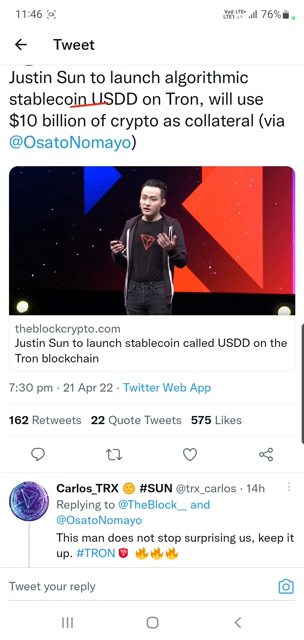 11:46
Vo) LTE+
LTE1 76%
Tweet
Justin Sun to launch algorithmic
stablecoin USDD on Tron, will use
$10 billion of crypto as collateral (via
@OsatoNomayo)
theblockcrypto.com
Justin Sun to launch stablecoin called USDD on the
Tron blockchain
7:30 pm · 21 Apr 22 · Twitter Web App
162 Retweets 22 Quote Tweets 575 Likes
Carlos_TRX 🌞 #SUN @trx_carlos · 14h
Replying to @TheBlock__ and
@OsatoNomayo
This man does not stop surprising us, keep it
up. #TRON 🔥🔥🔥
Tweet your reply